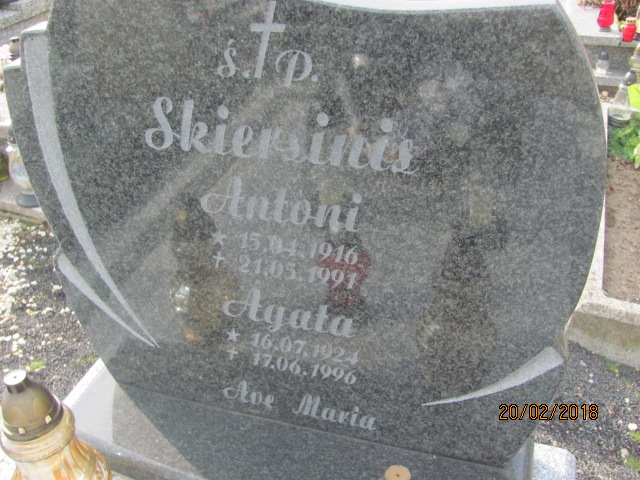 Ś. P.
Skiersinis
Antoni
★ 15.04.1916
✝ 21.05.1991
Agata
★ 16.07.1924
✝ 17.06.1996
Ave Maria
20/02/2018